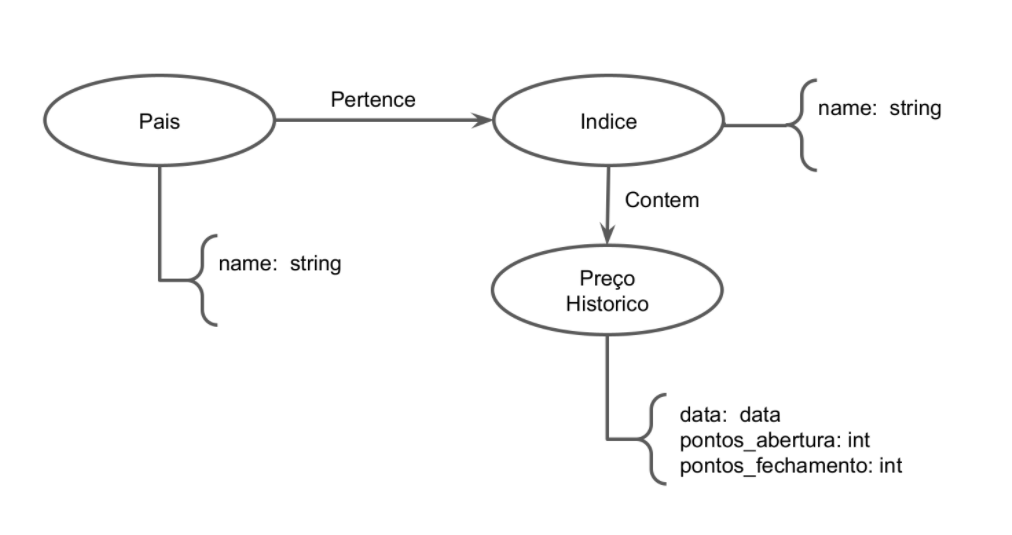 Pais
Pertence
Indice
name: string
Contem
name: string
Preço
Historico
data: data
pontos_abertura: int
pontos_fechamento: int